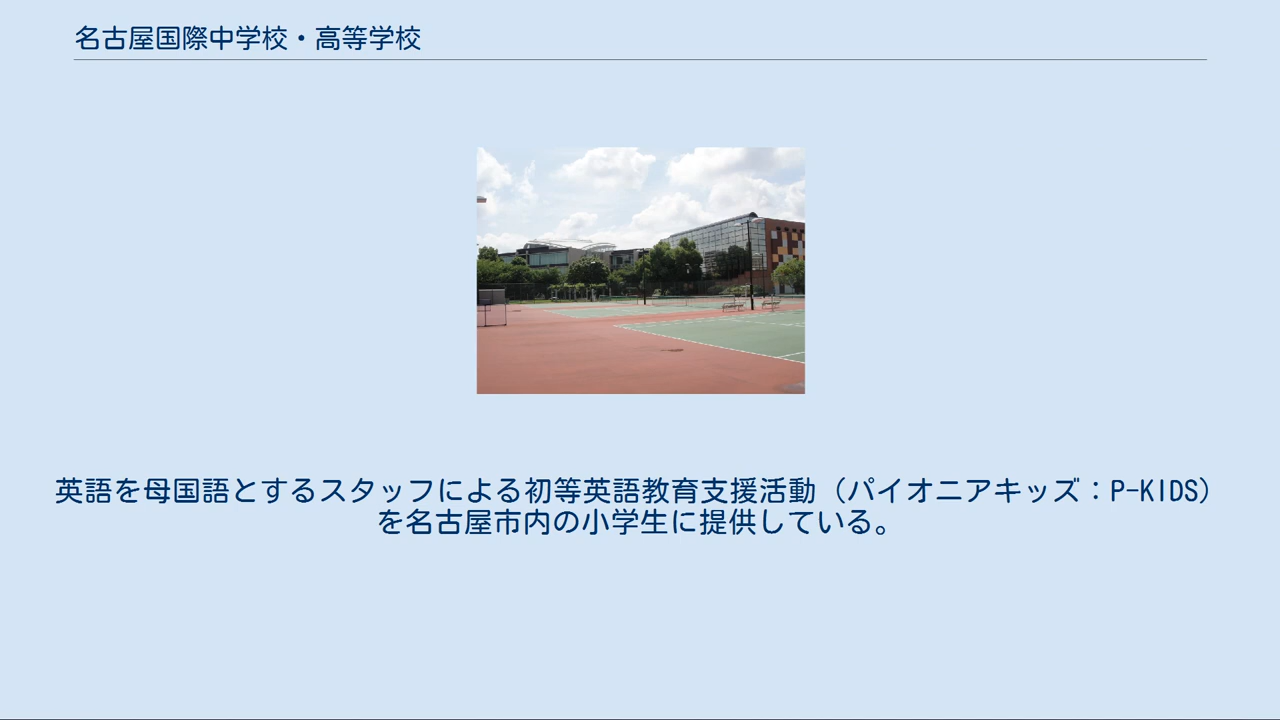 名古屋国際中学校・高等学校
英語を母国語とするスタッフによる初等英語教育支援活動（パイオニアキッズ：P-KIDS）
を名古屋市内の小学生に提供している。